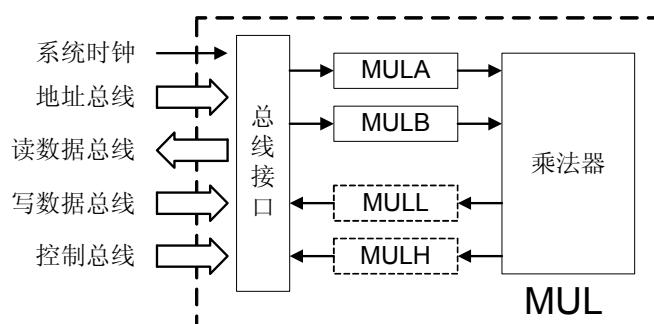 系统时钟
地址总线
读数据总线
写数据总线
控制总线
总线接口
MULA
MULB
MULL
MULH
乘法器
MUL